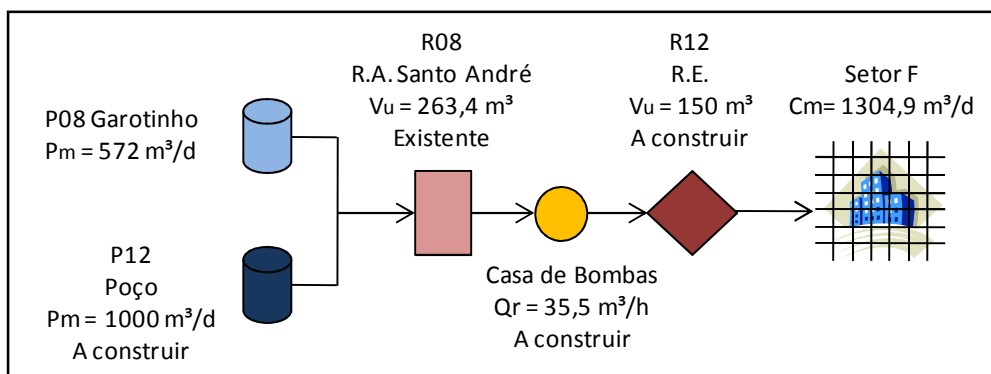 P08 Garotinho
Pm = 572 m³/d
P12
Poço
Pm = 1000 m³/d
A construir
R08
R.A. Santo André
Vu = 263,4 m³
Existente
Casa de Bombas
Qr = 35,5 m³/h
A construir
R12
R.E.
Vu = 150 m³
A construir
Setor F
Cm= 1304,9 m³/d